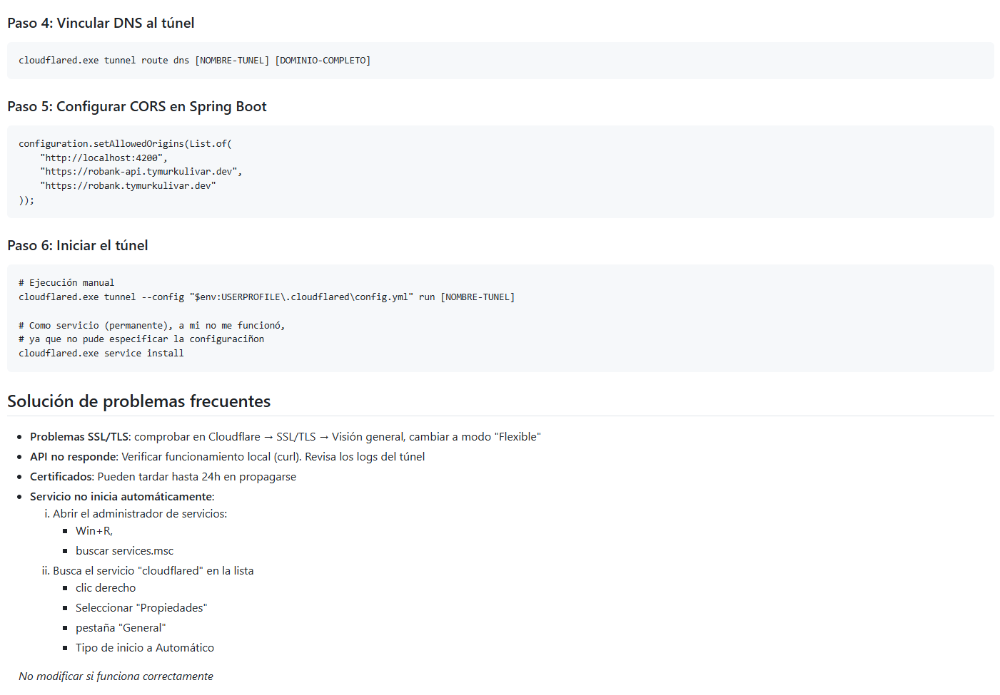 Paso 4: Vincular DNS al túnel
cloudflared.exe tunnel route dns [NOMBRE-TUNEL] [DOMINIO-COMPLETO]
Paso 5: Configurar CORS en Spring Boot
configuration.setAllowedOrigins(List.of(
    "http://localhost:4200",
    "https://robank-api.tymurkulivar.dev",
    "https://robank.tymurkulivar.dev"
));
Paso 6: Iniciar el túnel
# Ejecución manual
cloudflared.exe tunnel --config "$env:USERPROFILE\.cloudflared\config.yml" run [NOMBRE-TUNEL]
# Como servicio (permanente), a mi no me funcionó,
# ya que no pude especificar la configuraciñon
cloudflared.exe service install
Solución de problemas frecuentes
• Problemas SSL/TLS: comprobar en Cloudflare → SSL/TLS → Visión general, cambiar a modo "Flexible"
• API no responde: Verificar funcionamiento local (curl). Revisa los logs del túnel
• Certificados: Pueden tardar hasta 24h en propagarse
• Servicio no inicia automáticamente:
i. Abrir el administrador de servicios:
▪ Win+R,
▪ buscar services.msc
ii. Busca el servicio "cloudflared" en la lista
▪ clic derecho
▪ Seleccionar "Propiedades"
▪ pestaña "General"
▪ Tipo de inicio a Automático
No modificar si funciona correctamente